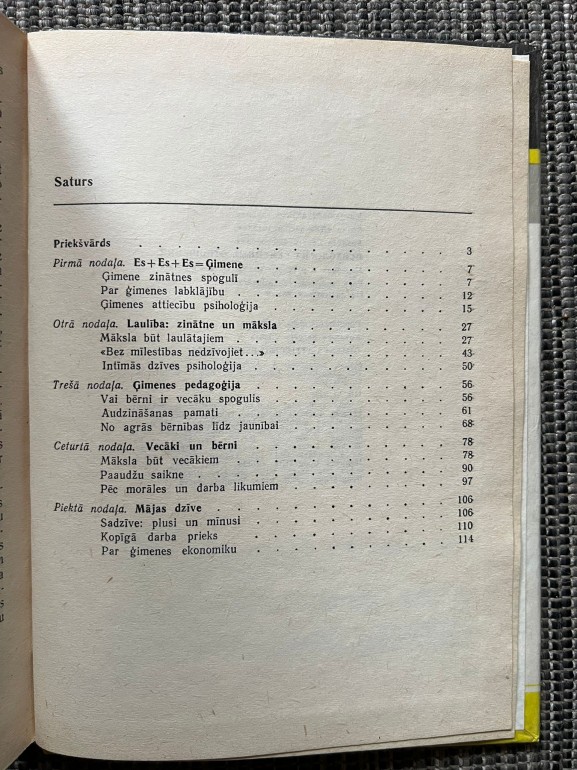 Saturs
Priekšvārds . . . . . . . . . . . . . . . 3
Pirmā nodaļa. Es+Es+Es=Ģimene . . . . . . . . 7
Ģimene zinātnes spogulī . . . . . . . . 7
Par ģimenes labklājību . . . . . . . . 12
Ģimenes attiecību psiholoģija . . . . . . . . 15
Otrā nodaļa. Laulība: zinātne un māksla . . . . . . . 27
Māksla būt laulātajiem . . . . . . . . 27
«Bez mīlestības nedzīvojiet...» . . . . . . . . 43
Intīmās dzīves psiholoģija . . . . . . . . 50
Trešā nodaļa. Ģimenes pedagoģija . . . . . . . . 56
Vai bērni ir vecāku spogulis . . . . . . . . 56
Audzināšanas pamati . . . . . . . . 61
No agrās bērnības līdz jaunībai . . . . . . . 68
Ceturtā nodaļa. Vecāki un bērni . . . . . . . . 78
Māksla būt vecākiem . . . . . . . . 78
Paaudžu saikne . . . . . . . . 90
Pēc morāles un darba likumiem . . . . . . . 97
Piektā nodaļa. Mājas dzīve . . . . . . . . 106
Sadzīve: plusi un mīnusi . . . . . . . . 106
Kopīgā darba prieks . . . . . . . . 110
Par ģimenes ekonomiku . . . . . . . . 114